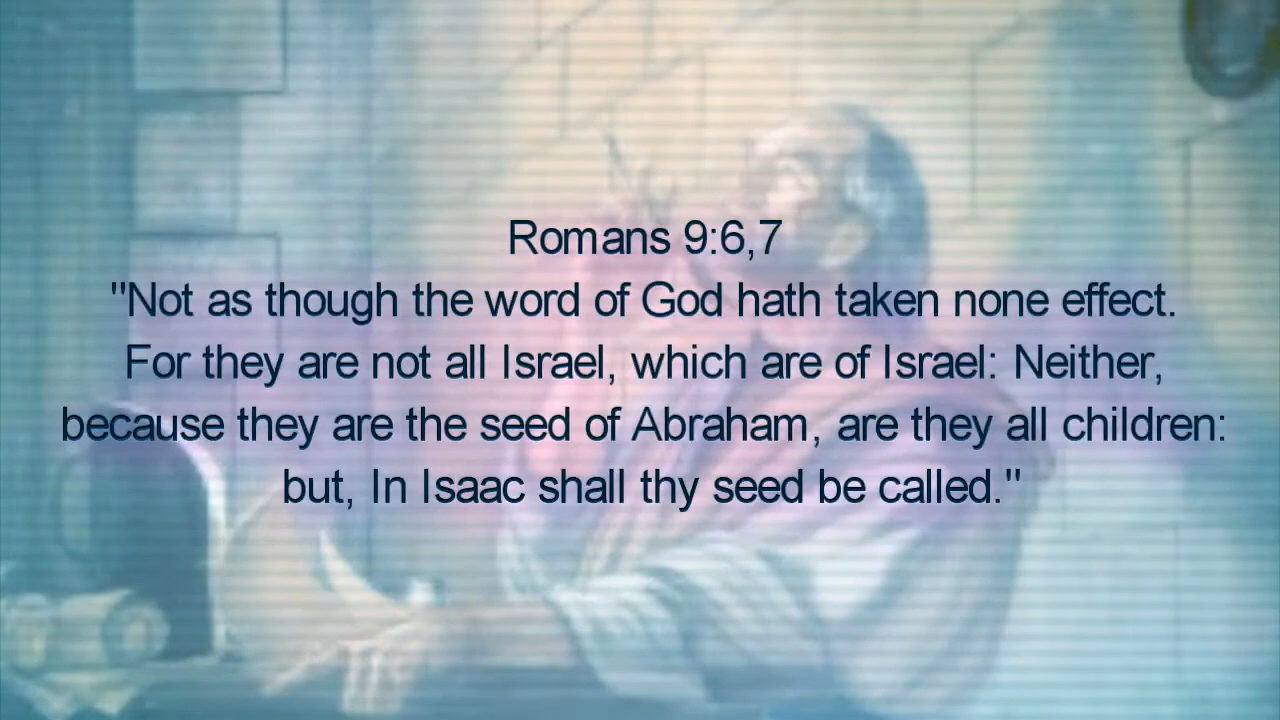 Romans 9:6,7
"Not as though the word of God hath taken none effect.
For they are not all Israel, which are of Israel: Neither,
because they are the seed of Abraham, are they all children:
but, In Isaac shall thy seed be called."